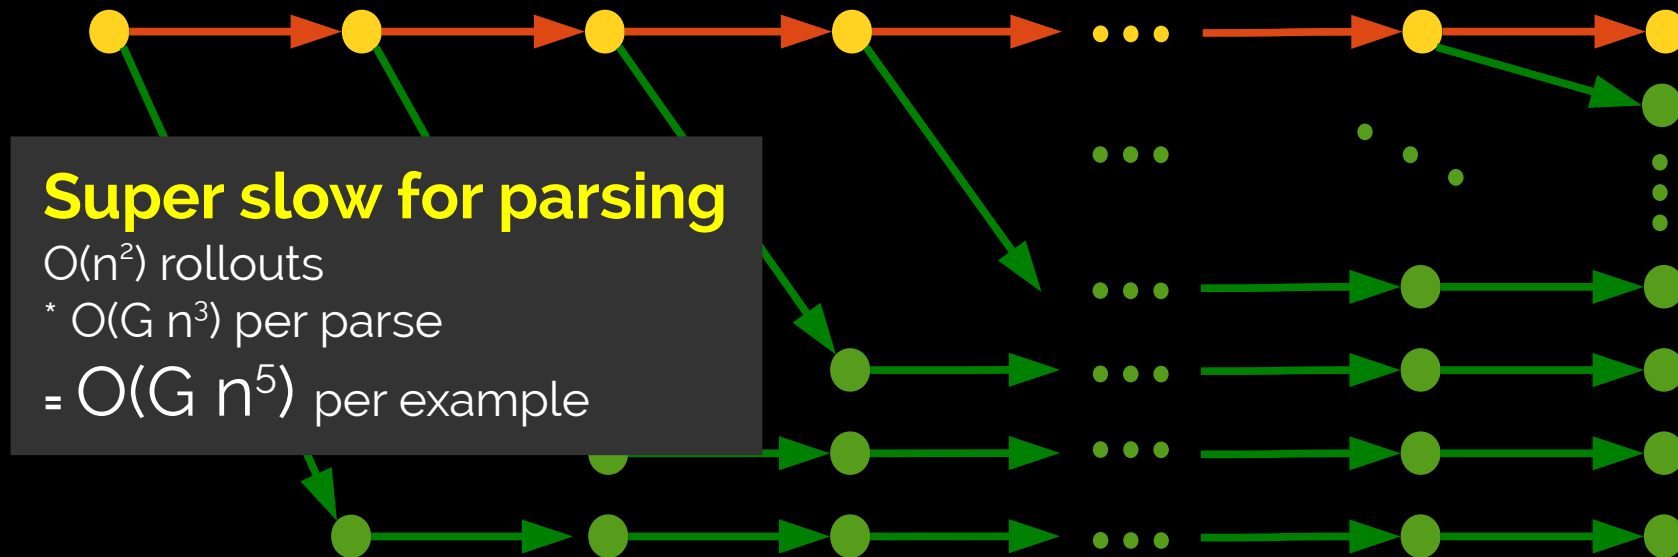 Super slow for parsing
O(n²) rollouts
* O(G n³) per parse
= O(G n⁵) per example